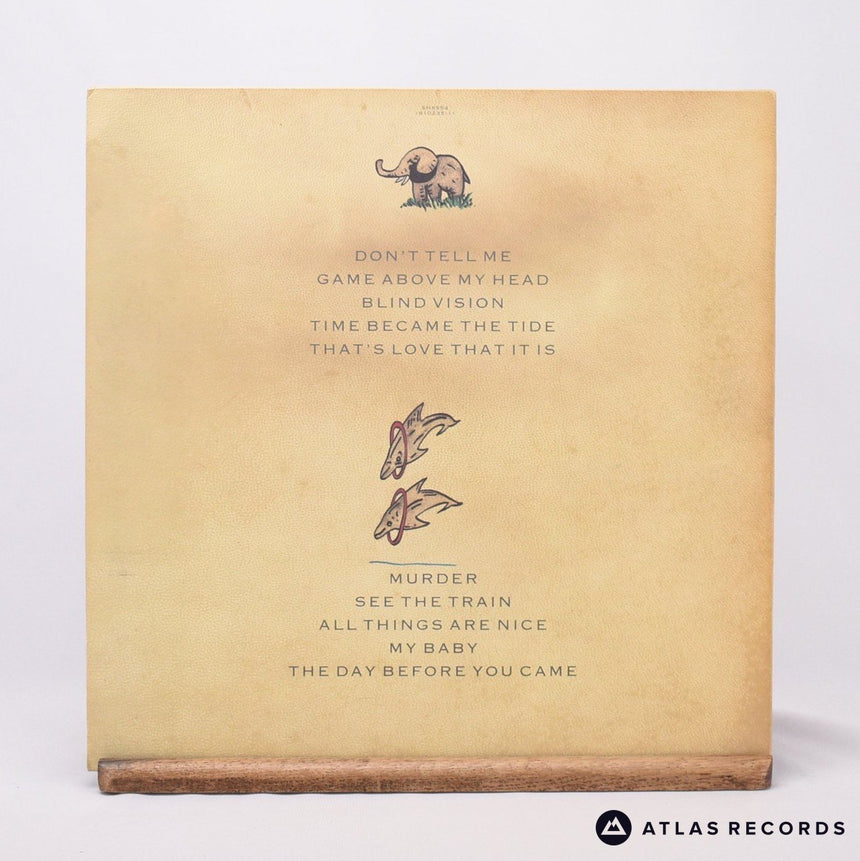 DON'T TELL ME
GAME ABOVE MY HEAD
BLIND VISION
TIME BECAME THE TIDE
THAT'S LOVE THAT IT IS
MURDER
SEE THE TRAIN
ALL THINGS ARE NICE
MY BABY
THE DAY BEFORE YOU CAME
ATLAS RECORDS